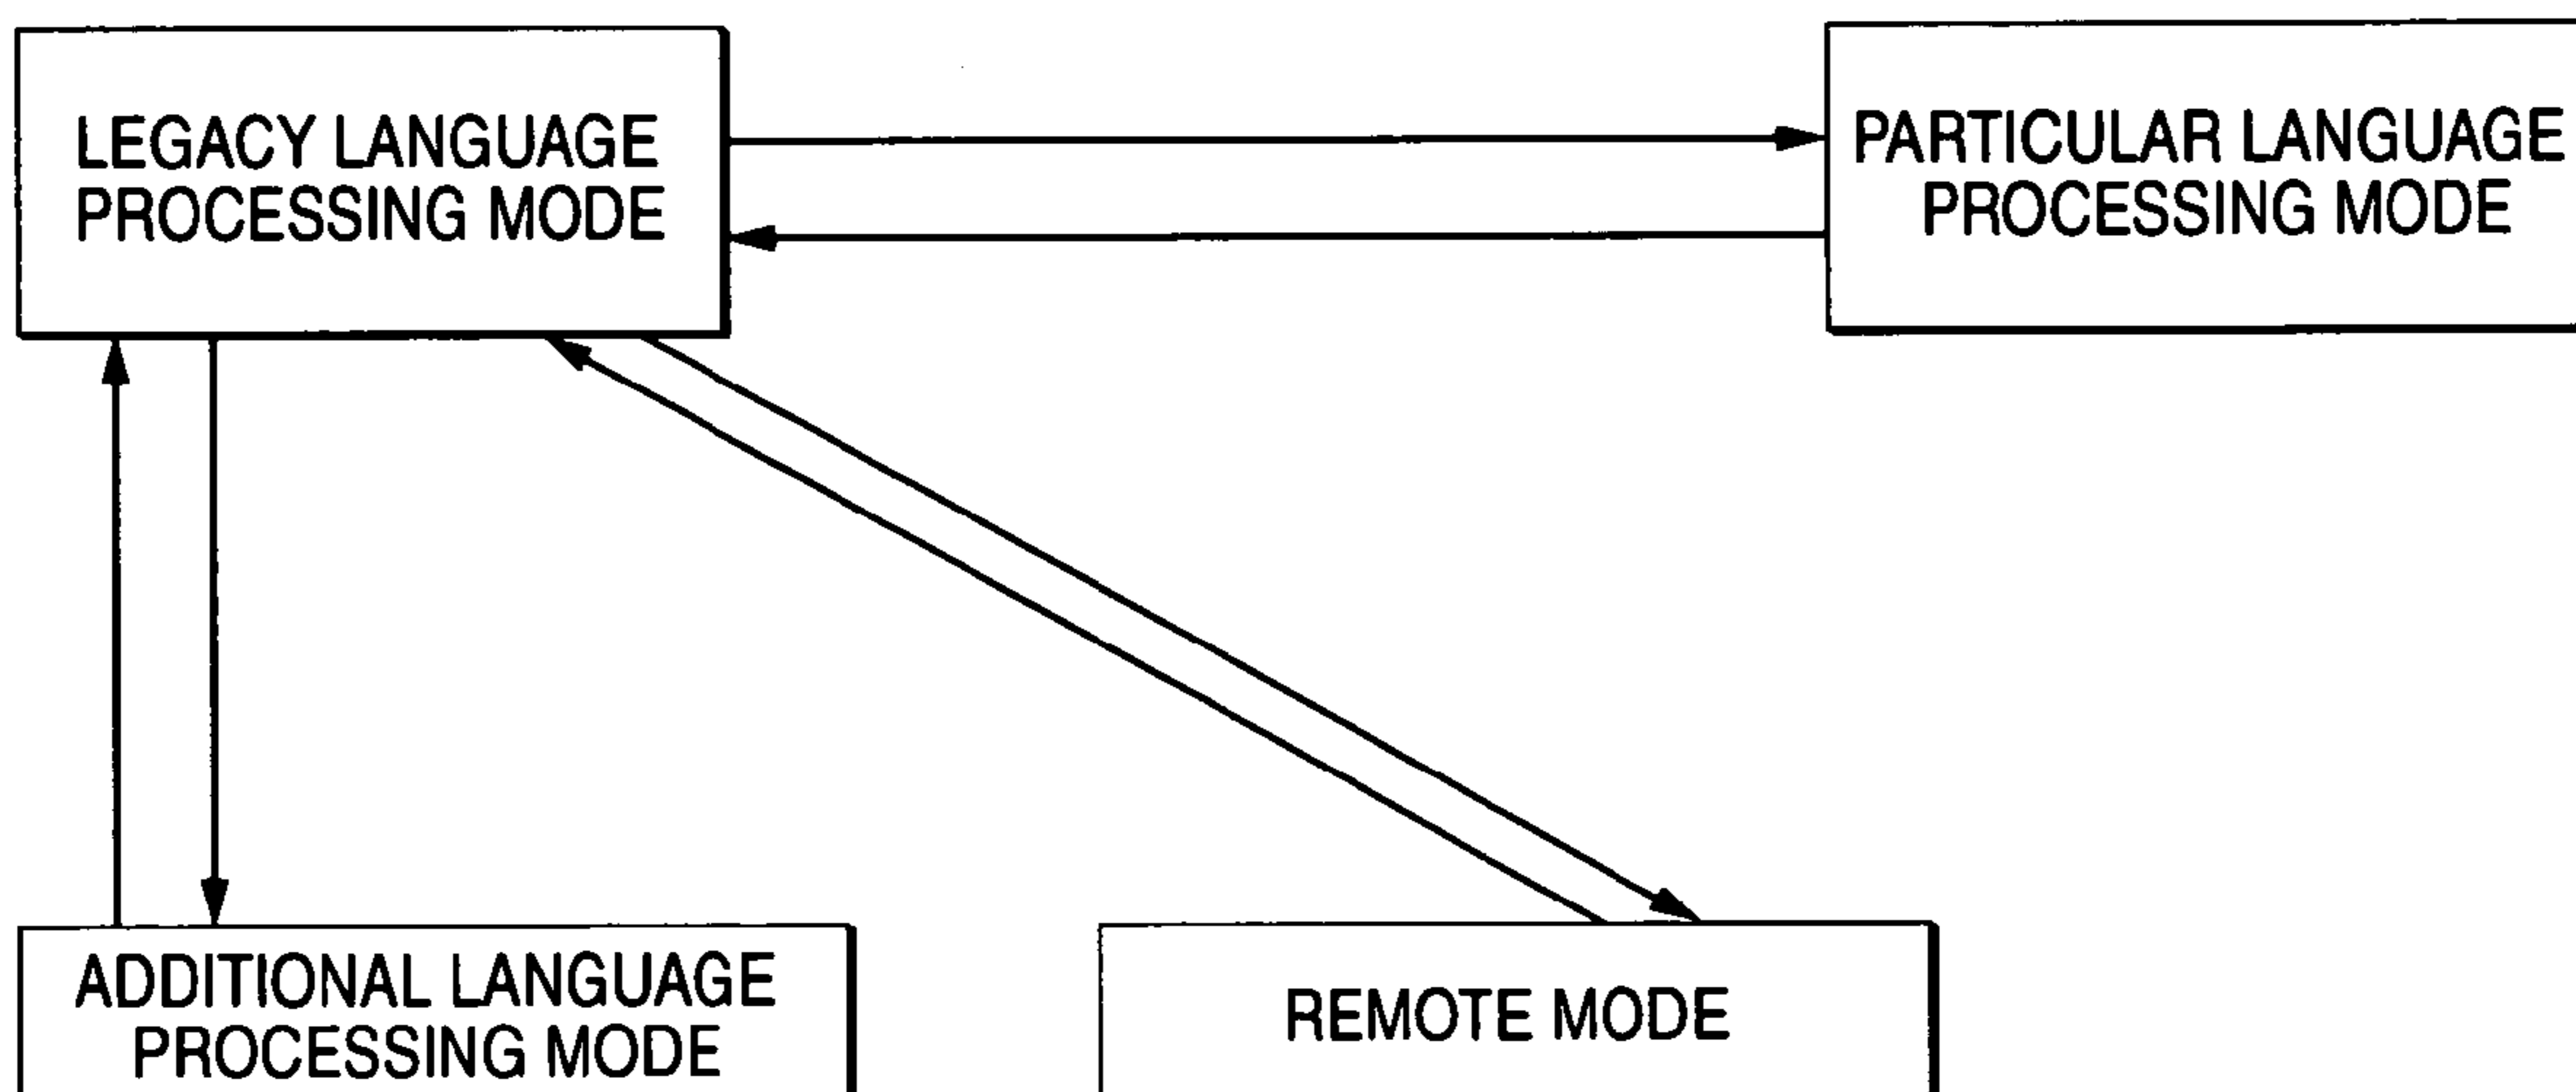 LEGACY LANGUAGE
PROCESSING MODE
PARTICULAR LANGUAGE
PROCESSING MODE
ADDITIONAL LANGUAGE
PROCESSING MODE
REMOTE MODE